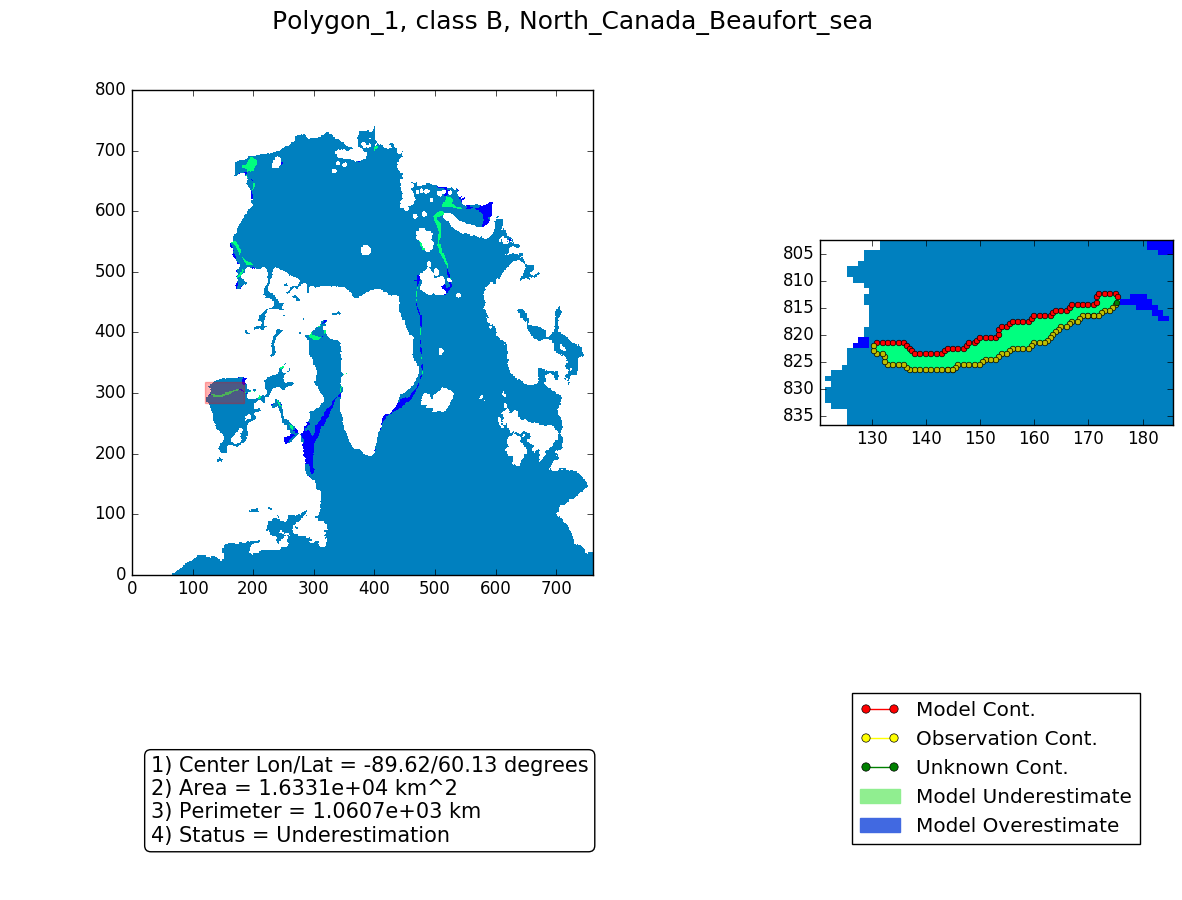 Polygon_1, class B, North_Canada_Beaufort_sea
800
700
600
500
400
300
200
100
0
0 100 200 300 400 500 600 700
805
810
815
820
825
830
835
130 140 150 160 170 180
1) Center Lon/Lat = -89.62/60.13 degrees
2) Area = 1.6331e+04 km^2
3) Perimeter = 1.0607e+03 km
4) Status = Underestimation
Model Cont.
Observation Cont.
Unknown Cont.
Model Underestimate
Model Overestimate